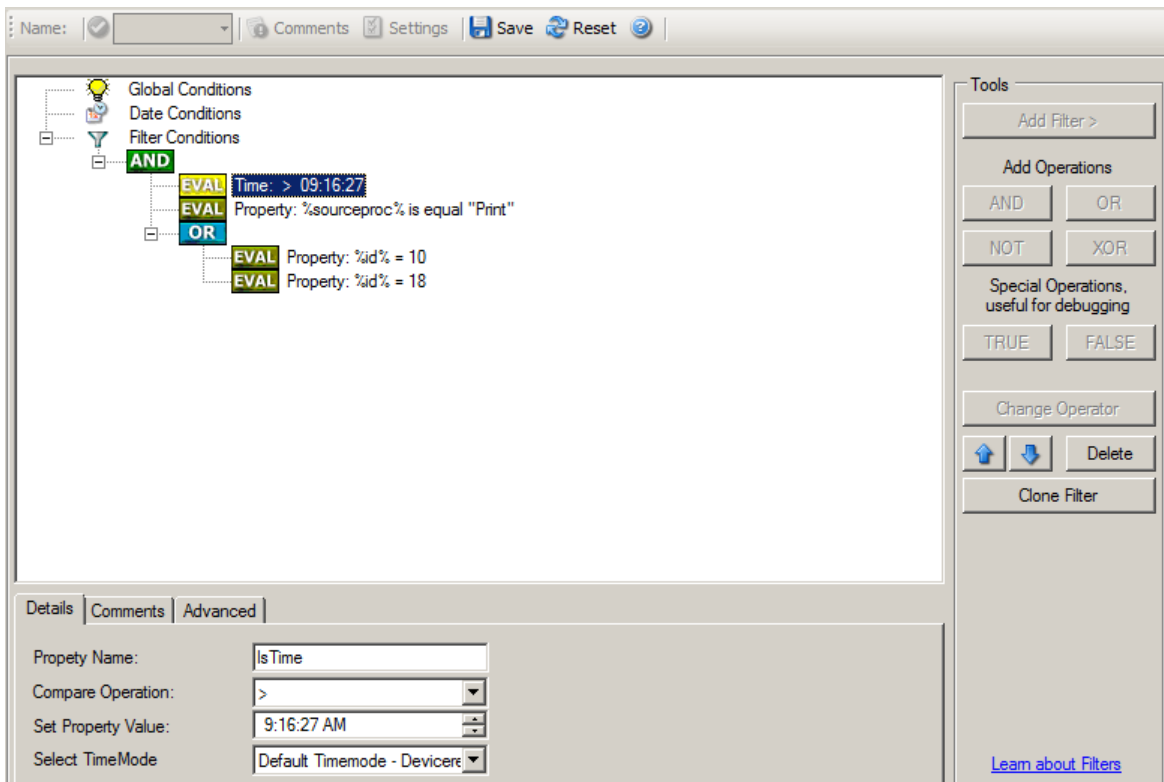 Name: Comments Settings Save Reset
Global Conditions
Date Conditions
Filter Conditions
AND
EVAL Time: > 09:16:27
EVAL Property: %sourceproc% is equal "Print"
OR
EVAL Property: %id% = 10
EVAL Property: %id% = 18
Tools
Add Filter >
Add Operations
AND OR
NOT XOR
Special Operations,
useful for debugging
TRUE FALSE
Change Operator
Delete
Clone Filter
Learn about Filters
Details Comments Advanced
Propety Name: IsTime
Compare Operation: >
Set Property Value: 9:16:27 AM
Select TimeMode Default Timemode - Devicere